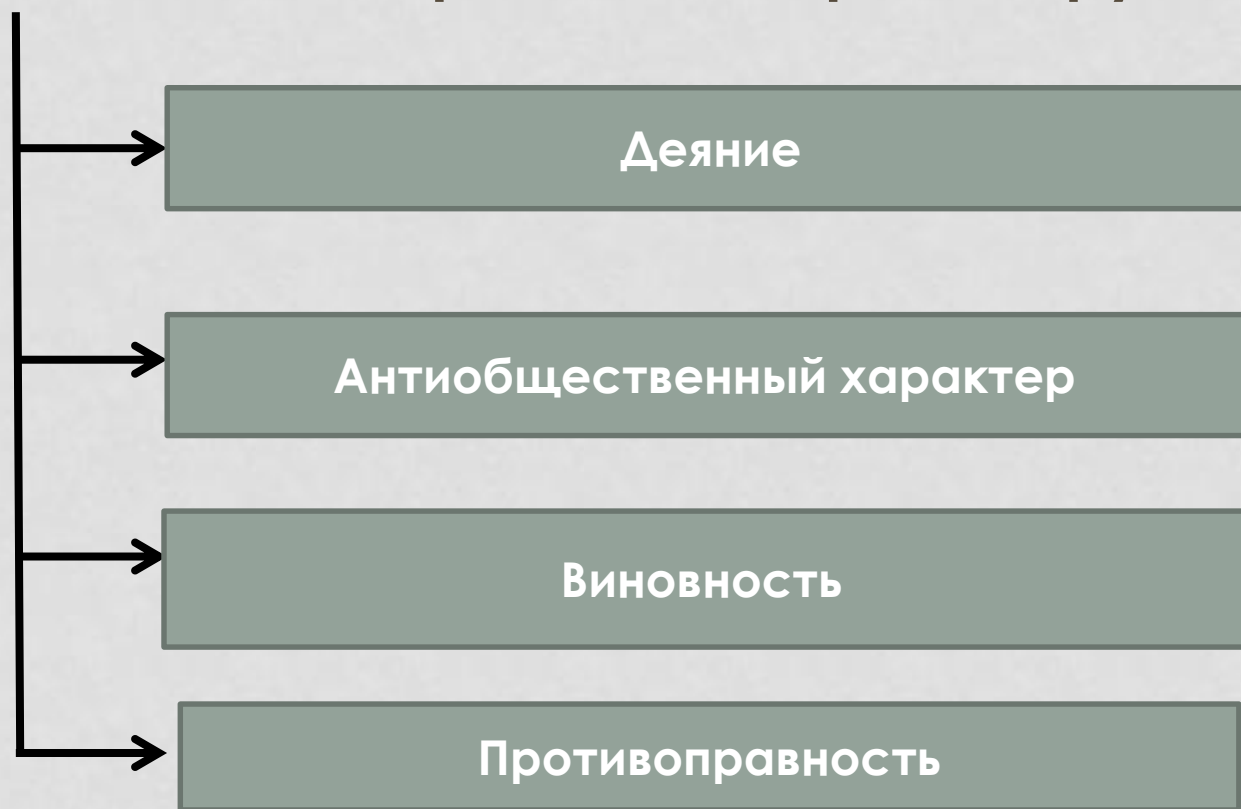 Деяние
Антиобщественный характер
Виновность
Противоправность